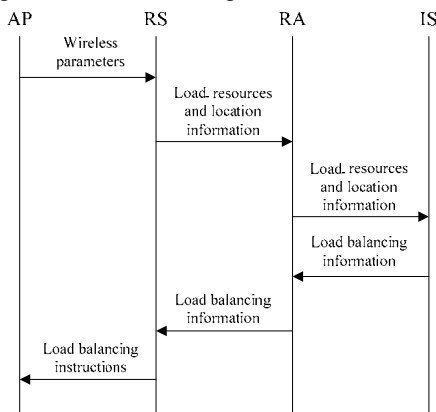 AP RS RA IS
Wireless
parameters
Load resources
and location
information
Load resources
and location
information
Load balancing
information
Load balancing
information
Load balancing
instructions